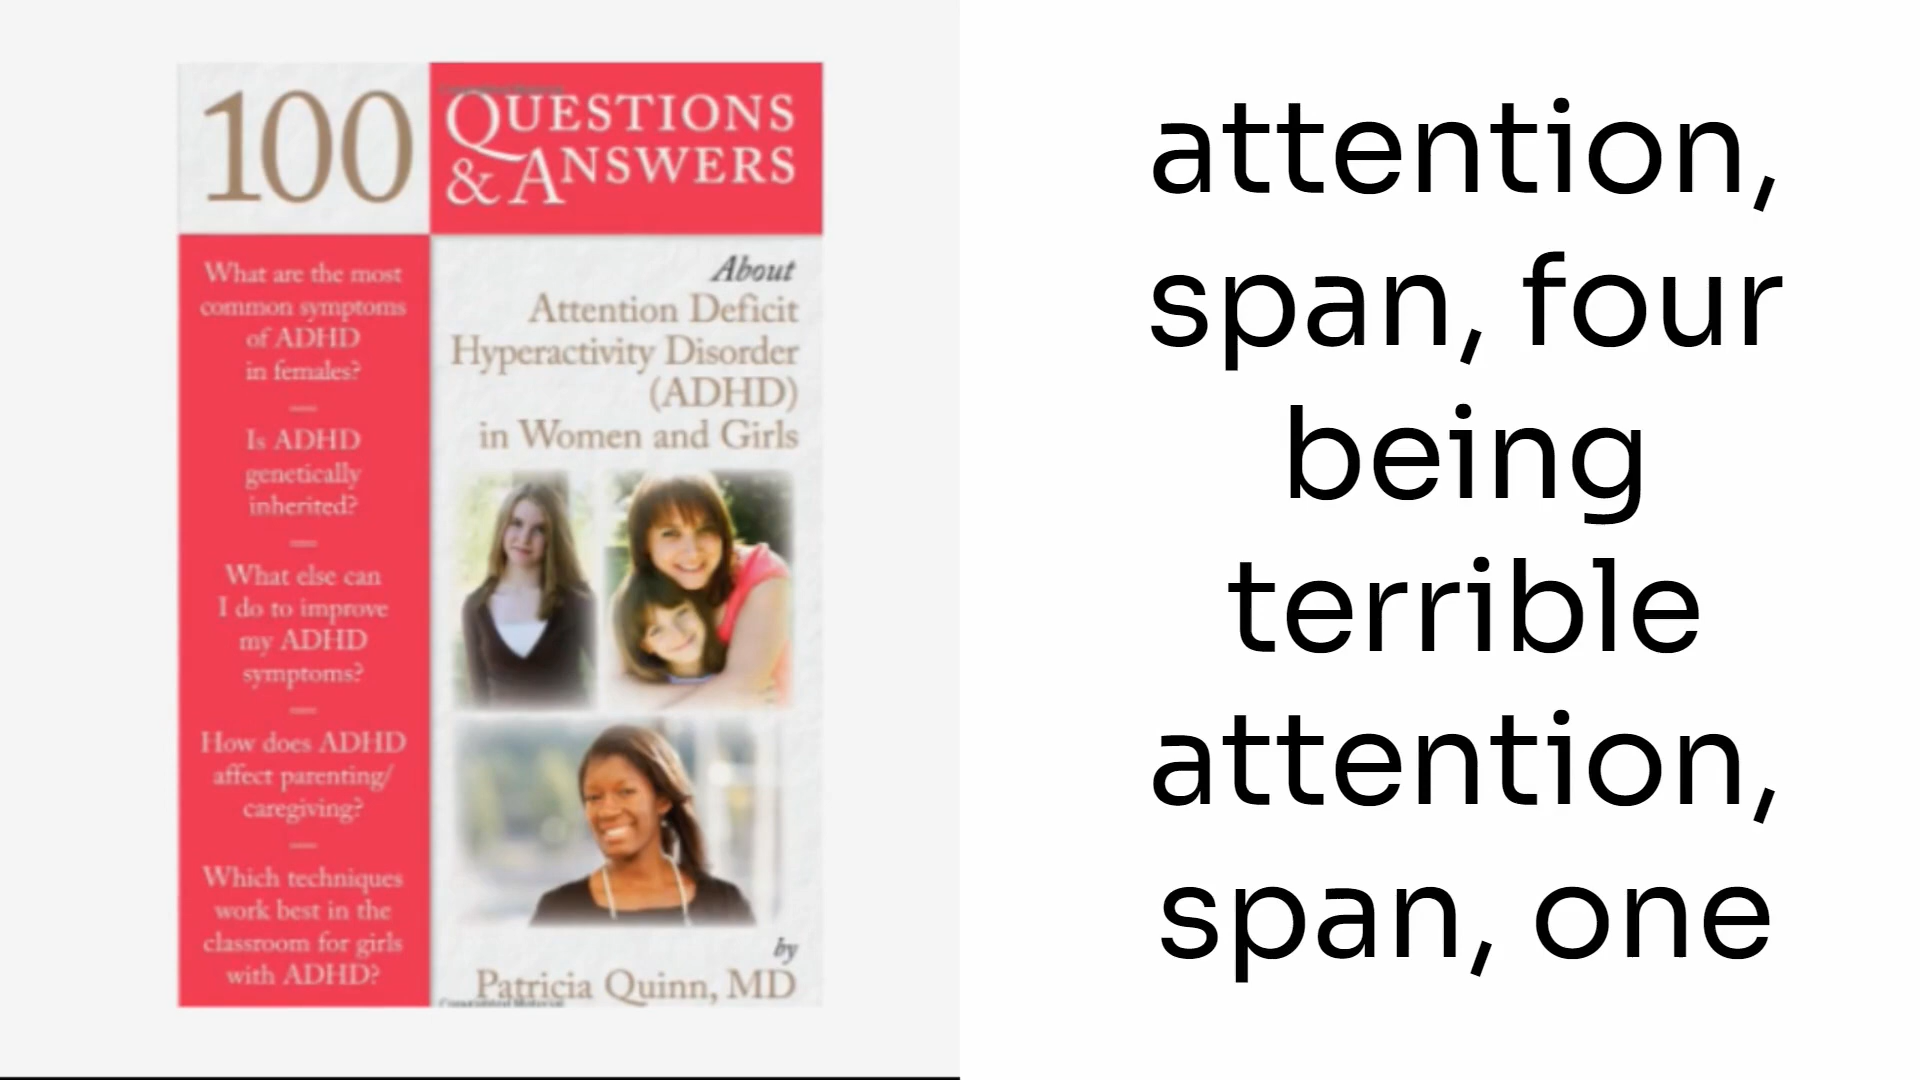 100
QUESTIONS
& ANSWERS
What are the most
common symptoms
of ADHD
in females?
Is ADHD
genetically
inherited?
What else can
I do to improve
my ADHD
symptoms?
How does ADHD
affect parenting/
caregiving?
Which techniques
work best in the
classroom for girls
with ADHD?
About
Attention Deficit
Hyperactivity Disorder
(ADHD)
in Women and Girls
by
Patricia Quinn, MD
Copyrighted Material
attention,
span, four
being
terrible
attention,
span, one